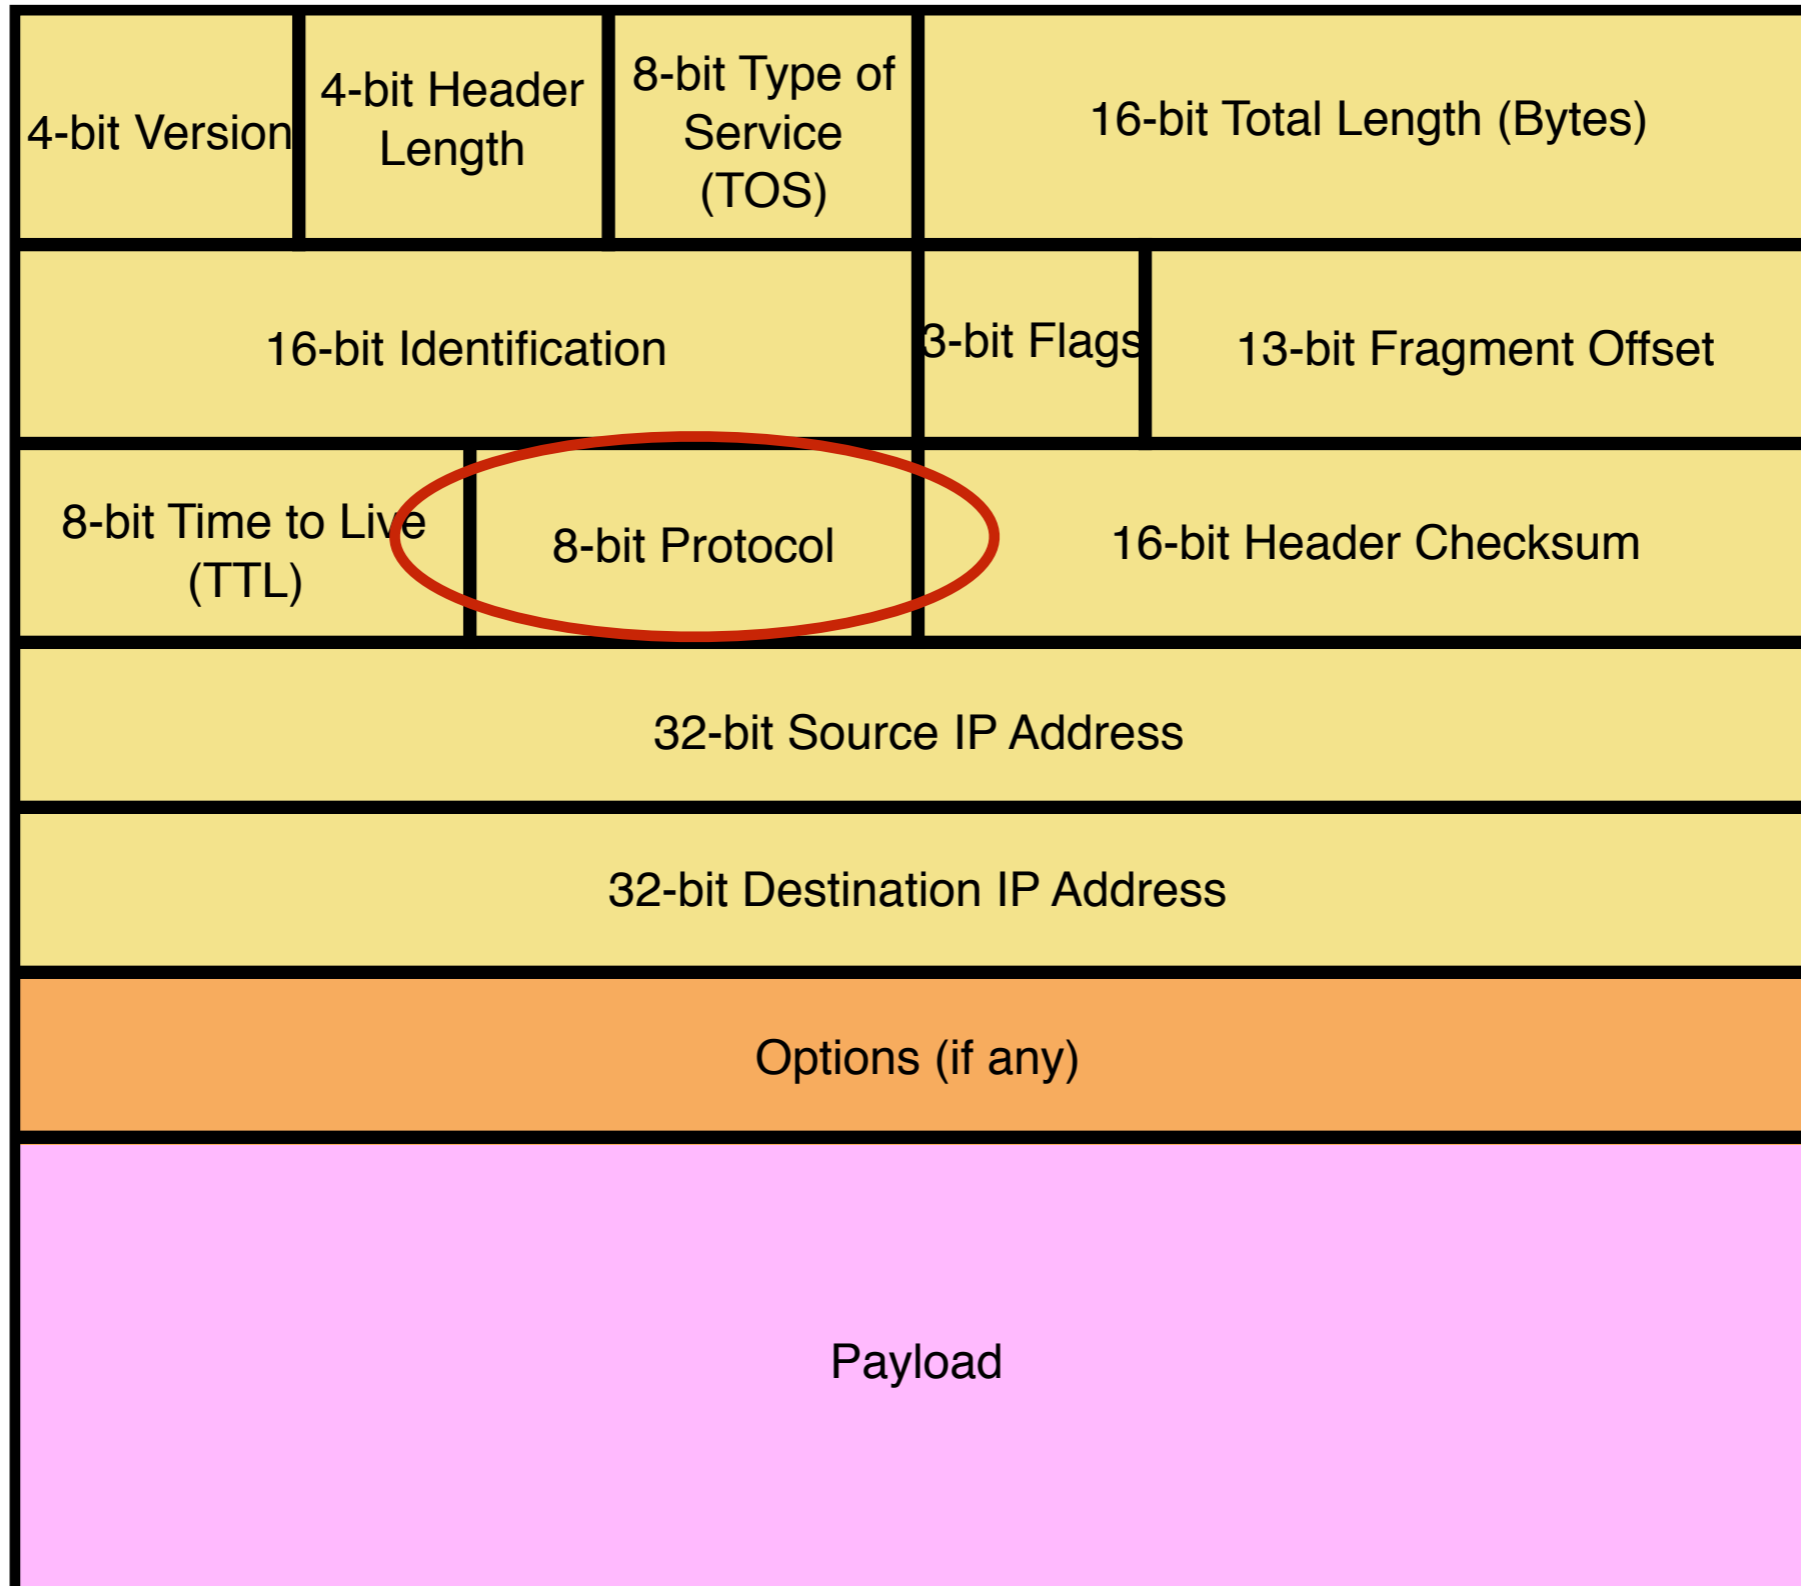 4-bit Version
4-bit Header
Length
8-bit Type of
Service
(TOS)
16-bit Total Length (Bytes)
16-bit Identification
3-bit Flags
13-bit Fragment Offset
8-bit Time to Live
(TTL)
8-bit Protocol
16-bit Header Checksum
32-bit Source IP Address
32-bit Destination IP Address
Options (if any)
Payload